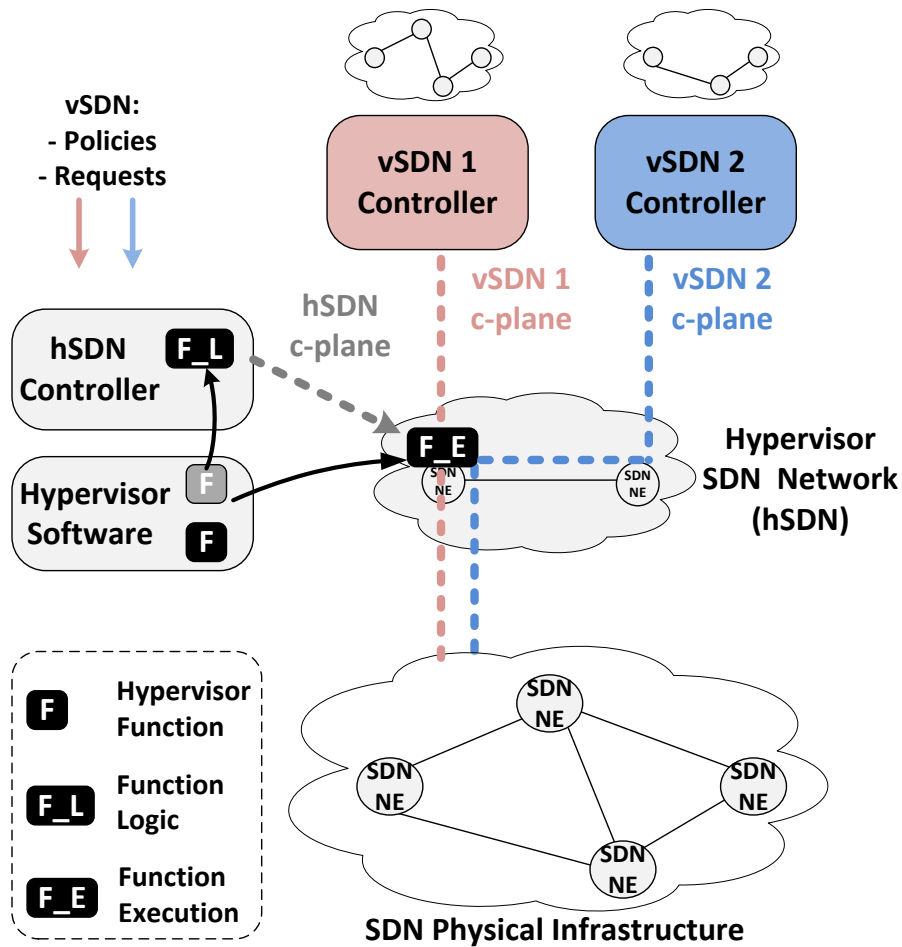 vSDN:
- Policies
- Requests
vSDN 1
Controller
vSDN 2
Controller
vSDN 1
c-plane
vSDN 2
c-plane
hSDN
c-plane
hSDN
Controller
F_L
F_E
SDN
NE
SDN
NE
Hypervisor
SDN Network
(hSDN)
Hypervisor
Software
F
F
F
Hypervisor
Function
F_L
Function
Logic
F_E
Function
Execution
SDN
NE
SDN
NE
SDN
NE
SDN
NE
SDN Physical Infrastructure